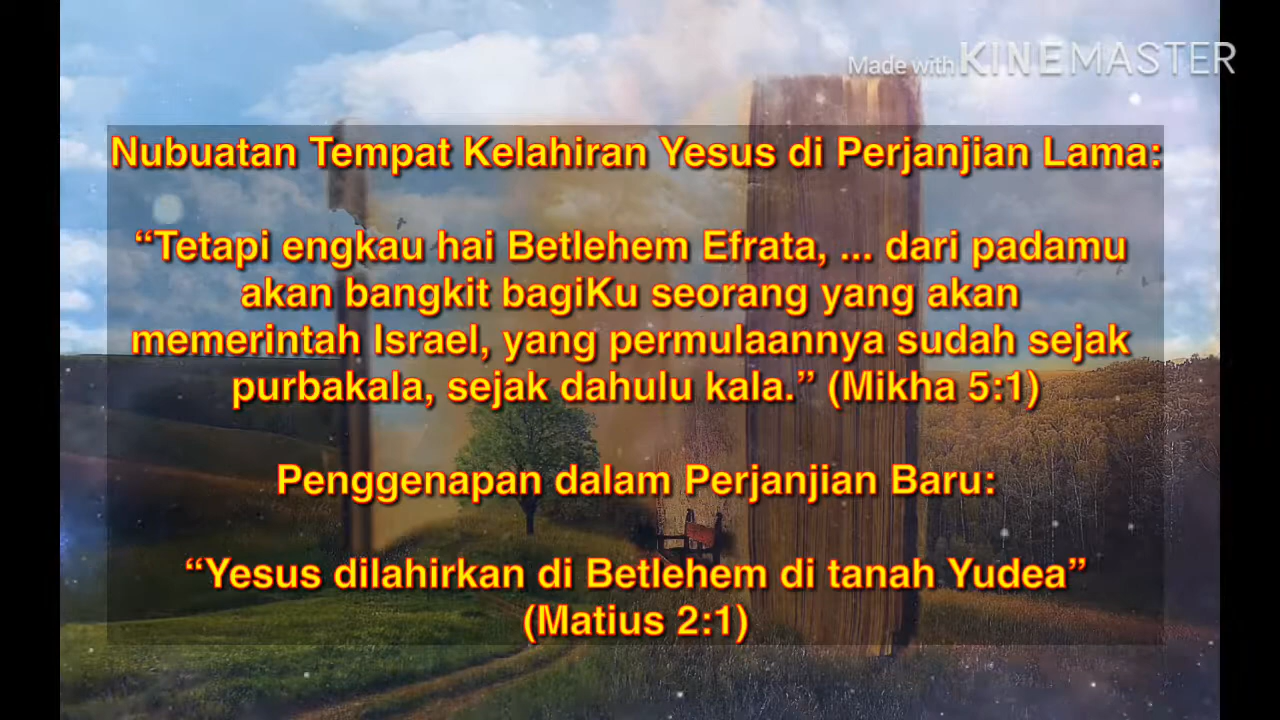 Made with KINEMASTER
Nubuatan Tempat Kelahiran Yesus di Perjanjian Lama:
“Tetapi engkau hai Betlehem Efrata, ... dari padamu
akan bangkit bagiKu seorang yang akan
memerintah Israel, yang permulaannya sudah sejak
purbakala, sejak dahulu kala.” (Mikha 5:1)
Penggenapan dalam Perjanjian Baru:
“Yesus dilahirkan di Betlehem di tanah Yudea”
(Matius 2:1)